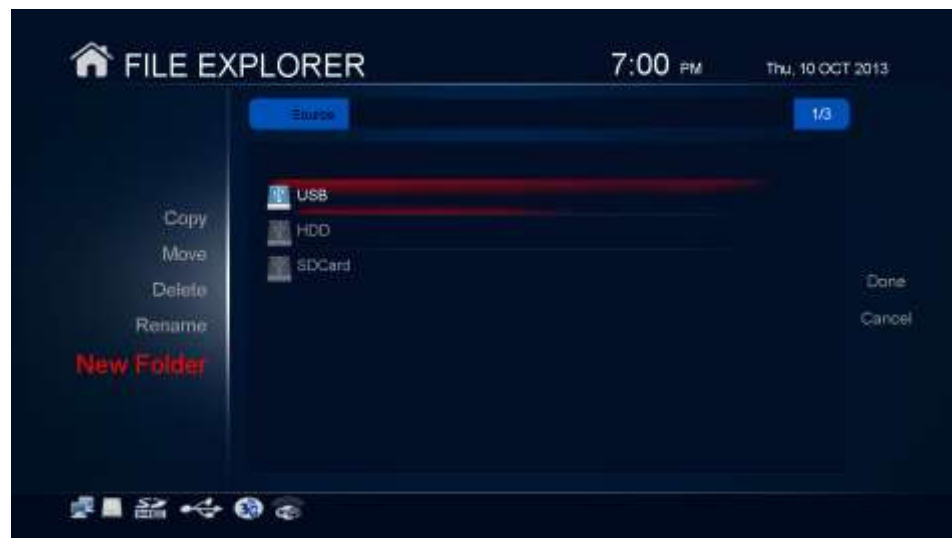 FILE EXPLORER
7:00 PM
Thu, 10 OCT 2013
Source
1/3
Copy
Move
Delete
Rename
New Folder
USB
HDD
SDCard
Done
Cancel
3G